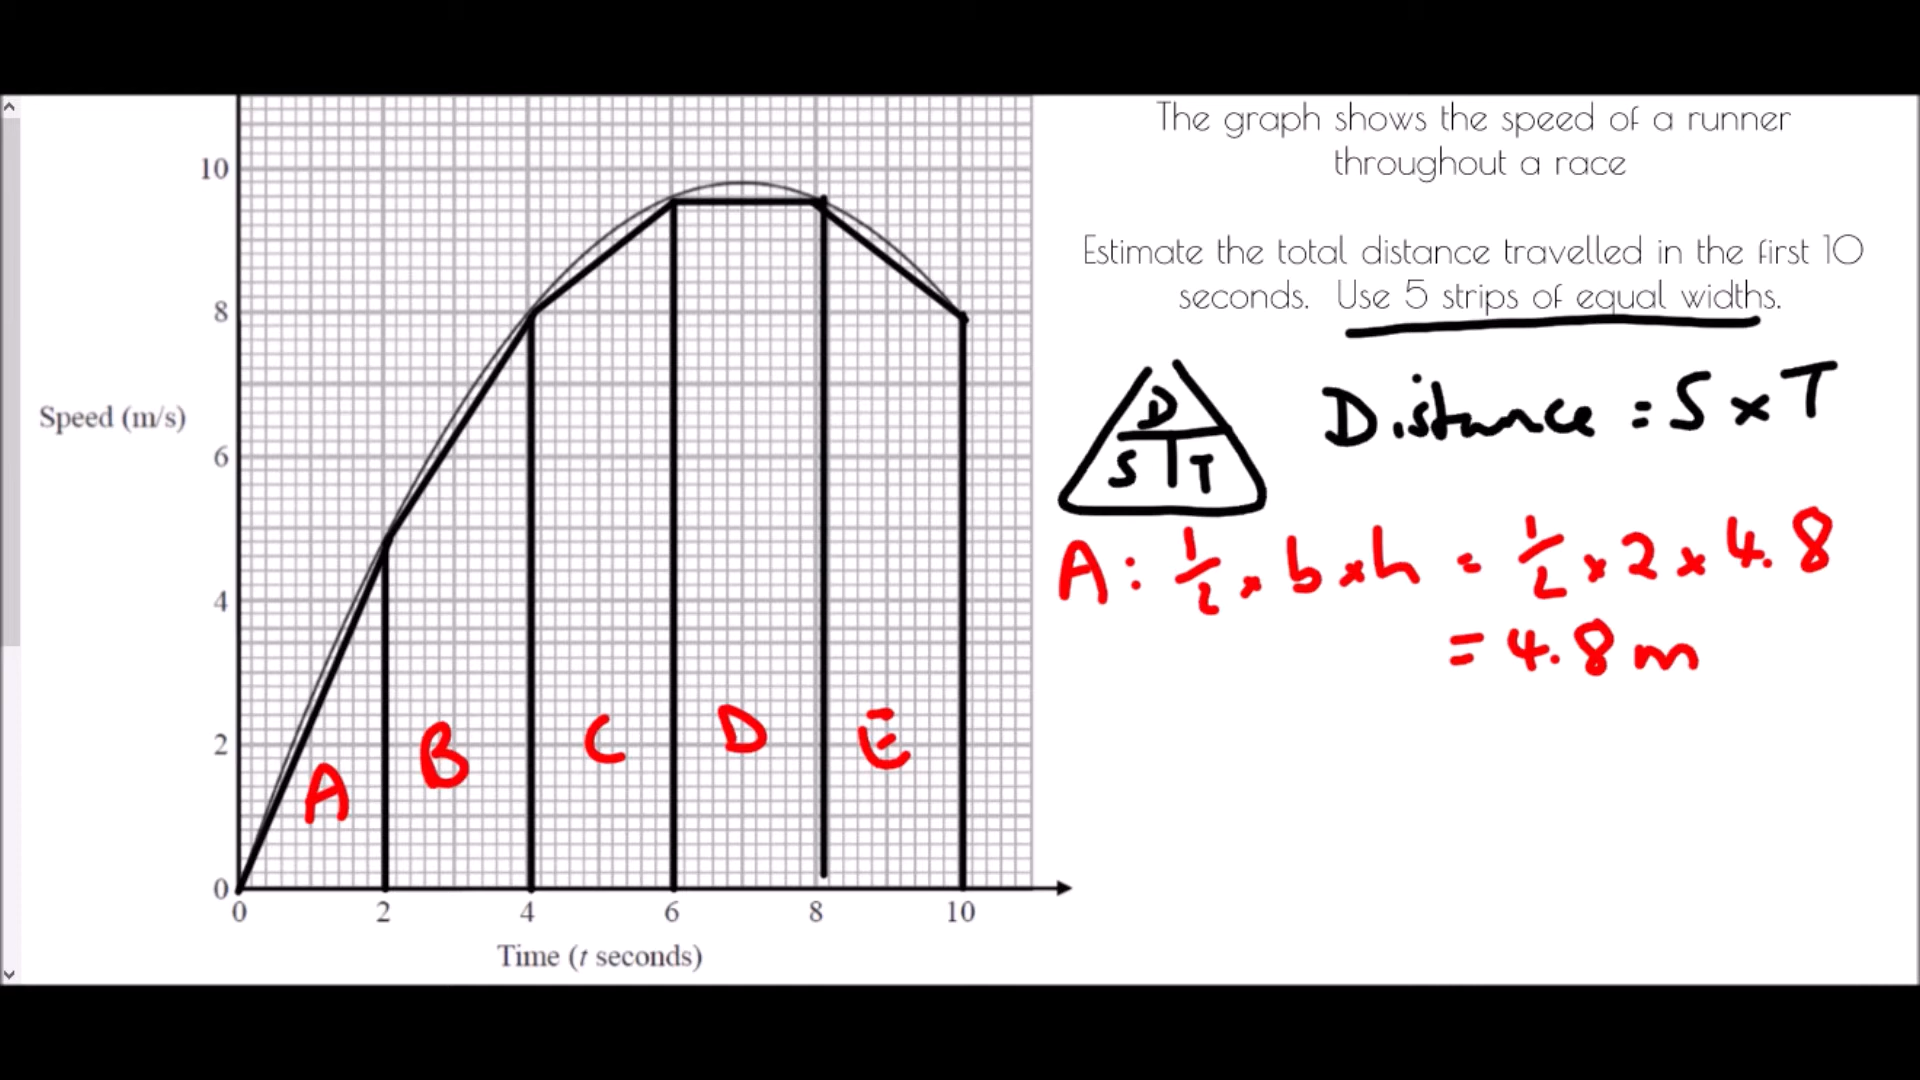 The graph shows the speed of a runner
throughout a race
Estimate the total distance travelled in the first 10
seconds. Use 5 strips of equal widths.
D
S T
Distance = S × T
A: 1/2 × b × h = 1/2 × 2 × 4.8
= 4.8 m
Speed (m/s)
10
8
6
4
2
0
A
B
C
D
E
0 2 4 6 8 10
Time (t seconds)